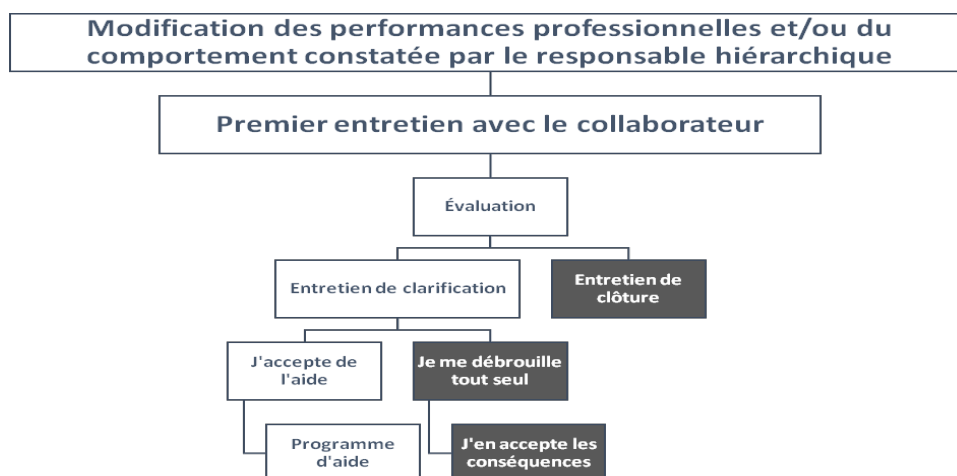 Modification des performances professionnelles et/ou du
comportement constatée par le responsable hiérarchique
Premier entretien avec le collaborateur
Évaluation
Entretien de clarification
Entretien de
clôture
J'accepte de
l'aide
Je me débrouille
tout seul
Programme
d'aide
J'en accepte les
conséquences